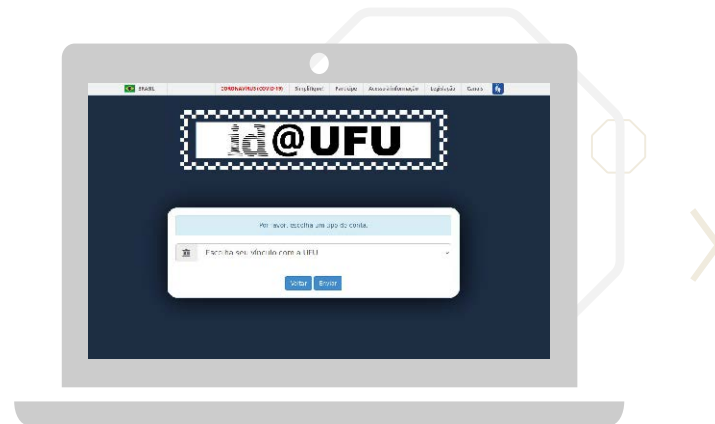 BRASIL CORONAVÍRUS (COVID-19) Simplifique! Participe Acesso à informação Legislação Canais
id@UFU
Por favor, escolha um tipo de conta.
Escolha seu vínculo com a UFU
Voltar Enviar